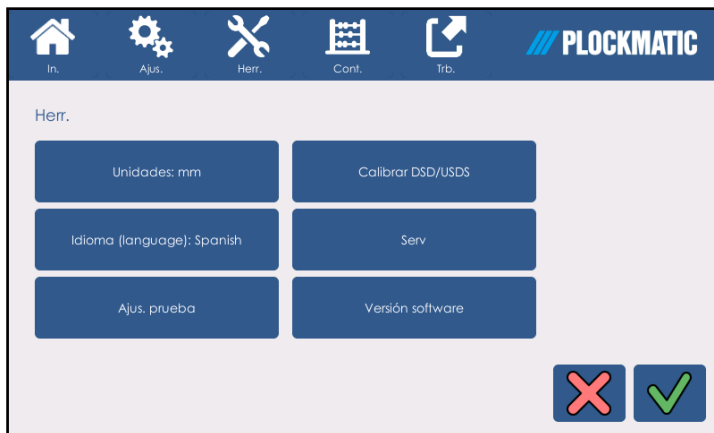 In.
Ajus.
Herr.
Cont.
Trb.
PLOCKMATIC
Herr.
Unidades: mm
Calibrar DSD/USDS
Idioma (language): Spanish
Serv
Ajus. prueba
Versión software